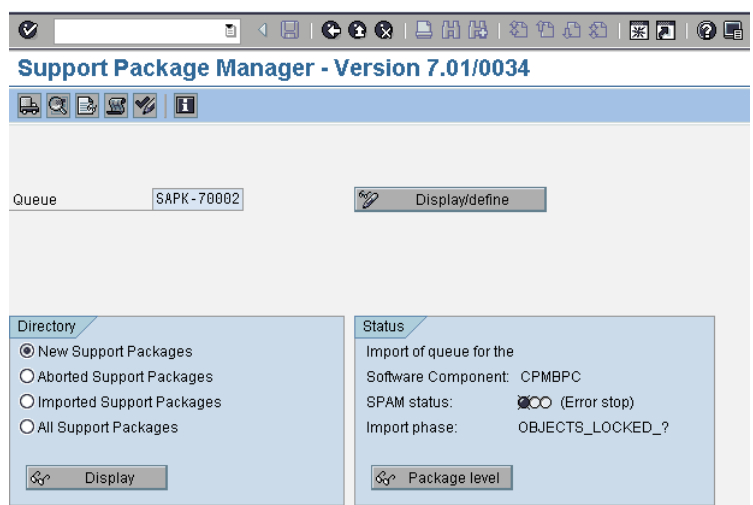 Support Package Manager - Version 7.01/0034
Queue SAPK-70002 Display/define
Directory
New Support Packages
Aborted Support Packages
Imported Support Packages
All Support Packages
Display
Status
Import of queue for the
Software Component: CPMBPC
SPAM status: (Error stop)
Import phase: OBJECTS_LOCKED_?
Package level